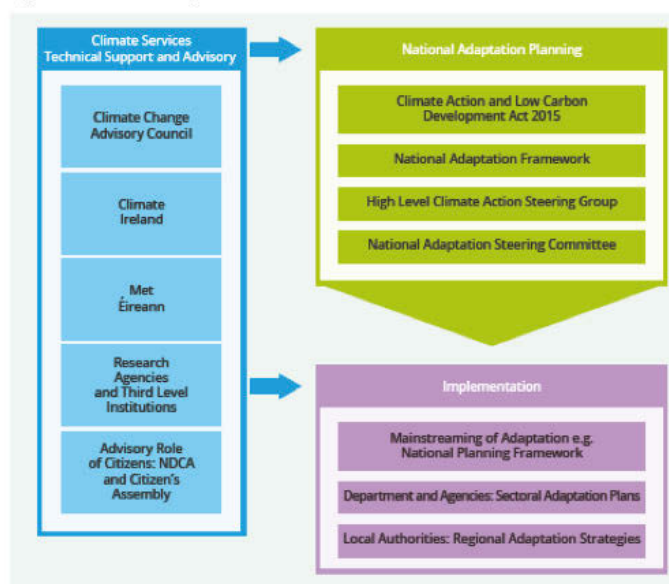 Climate Services
Technical Support and Advisory
Climate Change
Advisory Council
Climate
Ireland
Met
Éireann
Research
Agencies
and Third Level
Institutions
Advisory Role
of Citizens: NDCA
and Citizen's
Assembly
National Adaptation Planning
Climate Action and Low Carbon
Development Act 2015
National Adaptation Framework
High Level Climate Action Steering Group
National Adaptation Steering Committee
Implementation
Mainstreaming of Adaptation e.g.
National Planning Framework
Department and Agencies: Sectoral Adaptation Plans
Local Authorities: Regional Adaptation Strategies